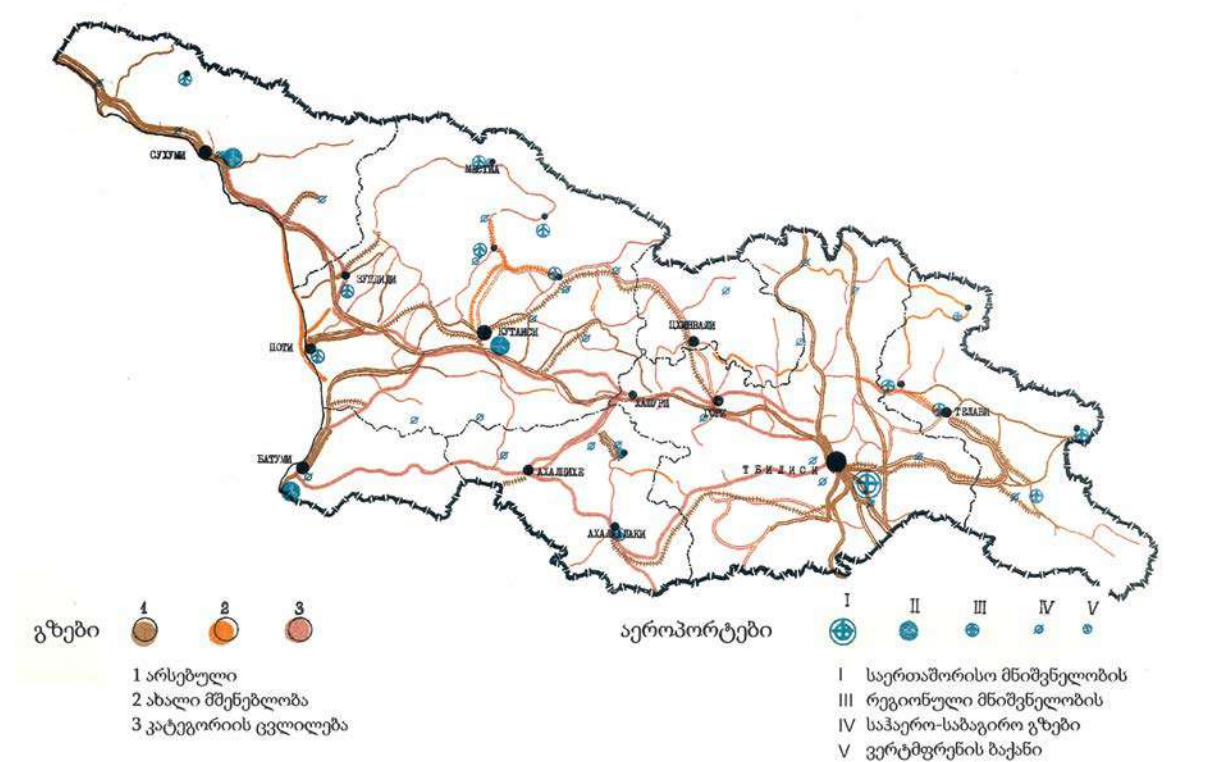 СУХУМИ
МЕСТИА
ЗУГДИДИ
ПОТИ
КУТАИСИ
ЦХИНВАЛИ
ХАШУРИ
ГОРИ
ТЕЛАВИ
БАТУМИ
АХАЛЦИХЕ
ТБИЛИСИ
АХАЛКАЛАКИ
გზები
1 2 3
1 არსებული
2 ახალი მშენებლობა
3 კატეგორიის ცვლილება
აეროპორტები
I II III IV V
I საერთაშორისო მნიშვნელობის
III რეგიონული მნიშვნელობის
IV საჰაერო-საბაგირო გზები
V ვერტმფრენის ბაქანი